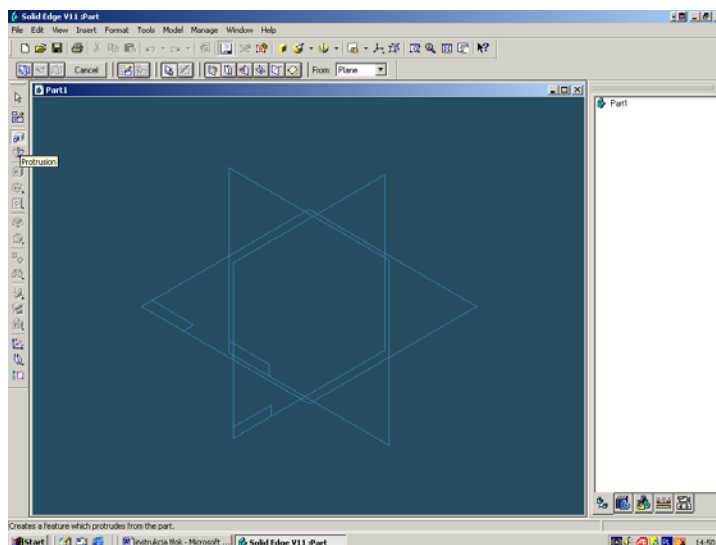 Solid Edge V11 :Part
File Edit View Insert Format Tools Model Manage Window Help
Cancel From: Plane
Part1
Part1
Protrusion
Creates a feature which protrudes from the part.
Start instrukcja tłok - Microsoft ... Solid Edge V11 :Part 14:50